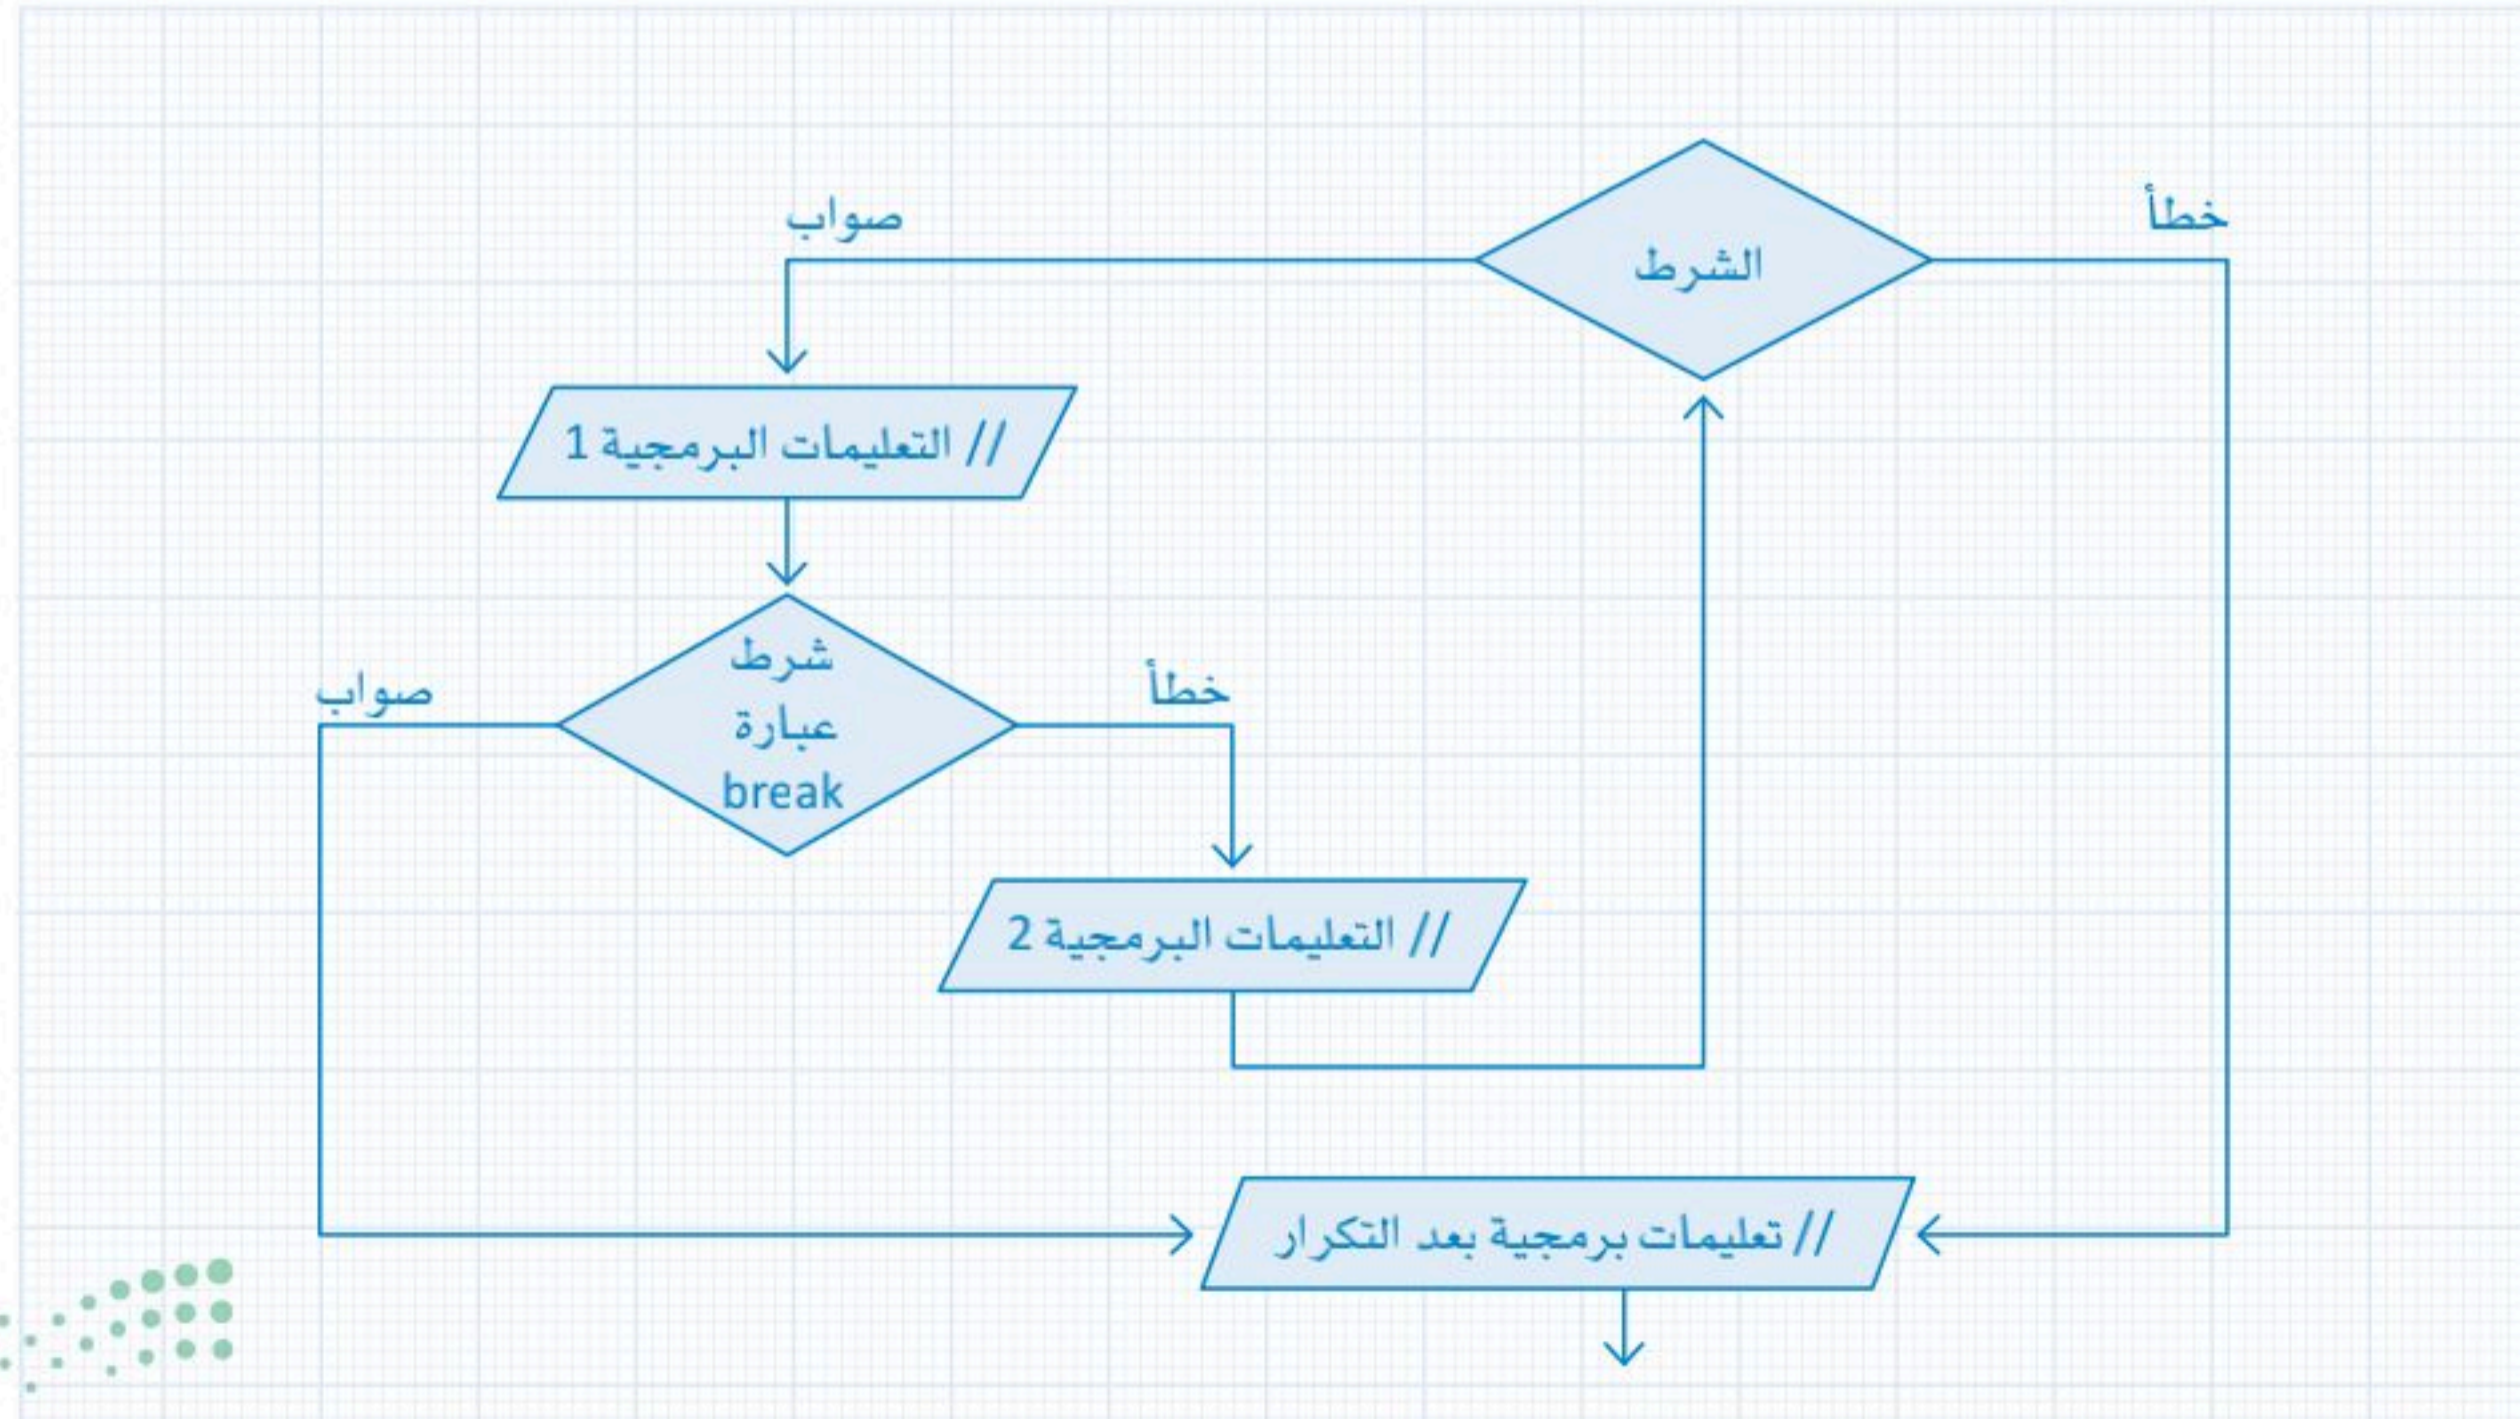 الشرط
خطأ
صواب
// التعليمات البرمجية 1
شرط
عبارة
break
خطأ
صواب
// التعليمات البرمجية 2
// تعليمات برمجية بعد التكرار